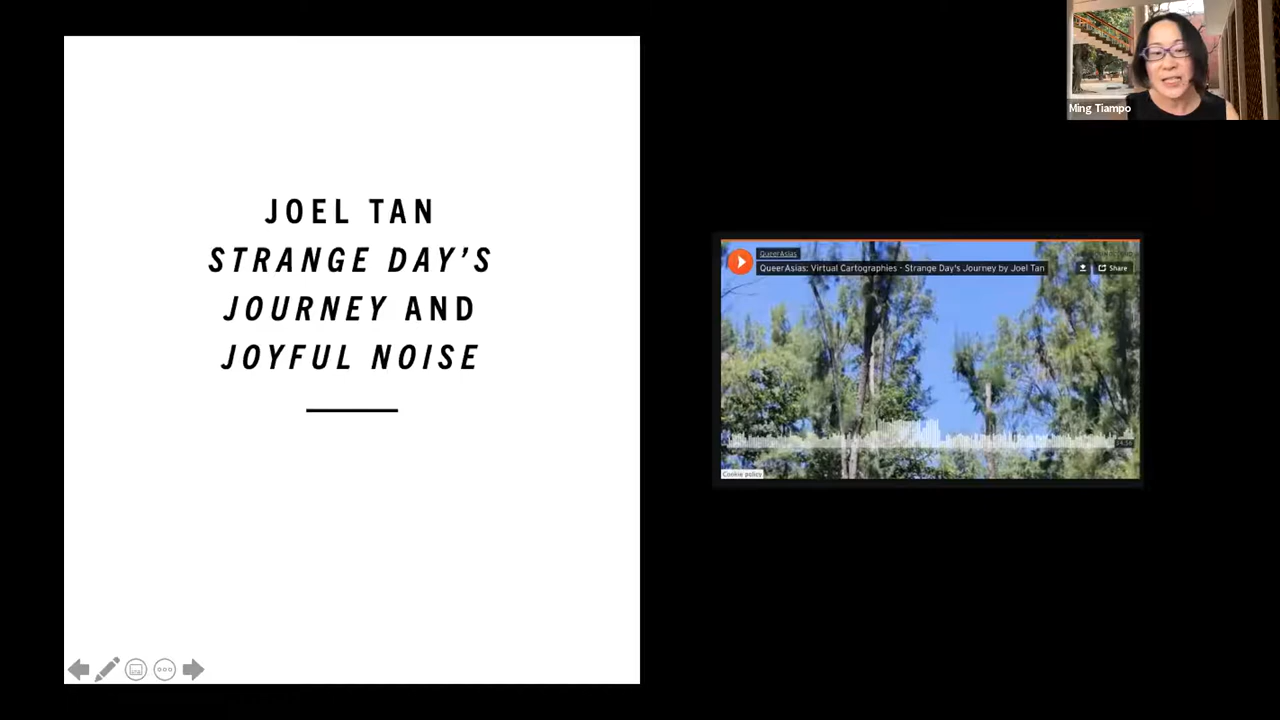 JOEL TAN
STRANGE DAY'S
JOURNEY AND
JOYFUL NOISE
Ming Tiampo
QueerAsias
QueerAsias: Virtual Cartographies - Strange Day's Journey by Joel Tan
Share
Cookie policy